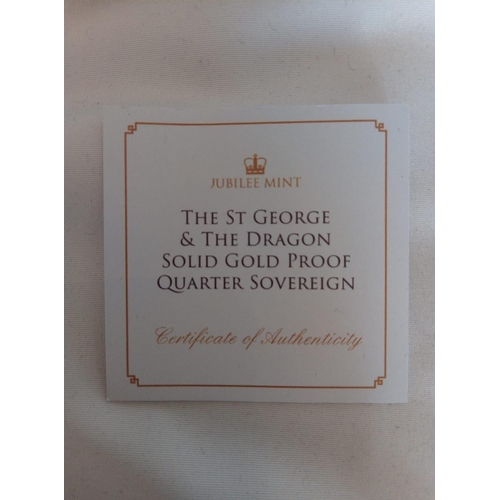 JUBILEE MINT
THE ST GEORGE
& THE DRAGON
SOLID GOLD PROOF
QUARTER SOVEREIGN
Certificate of Authenticity